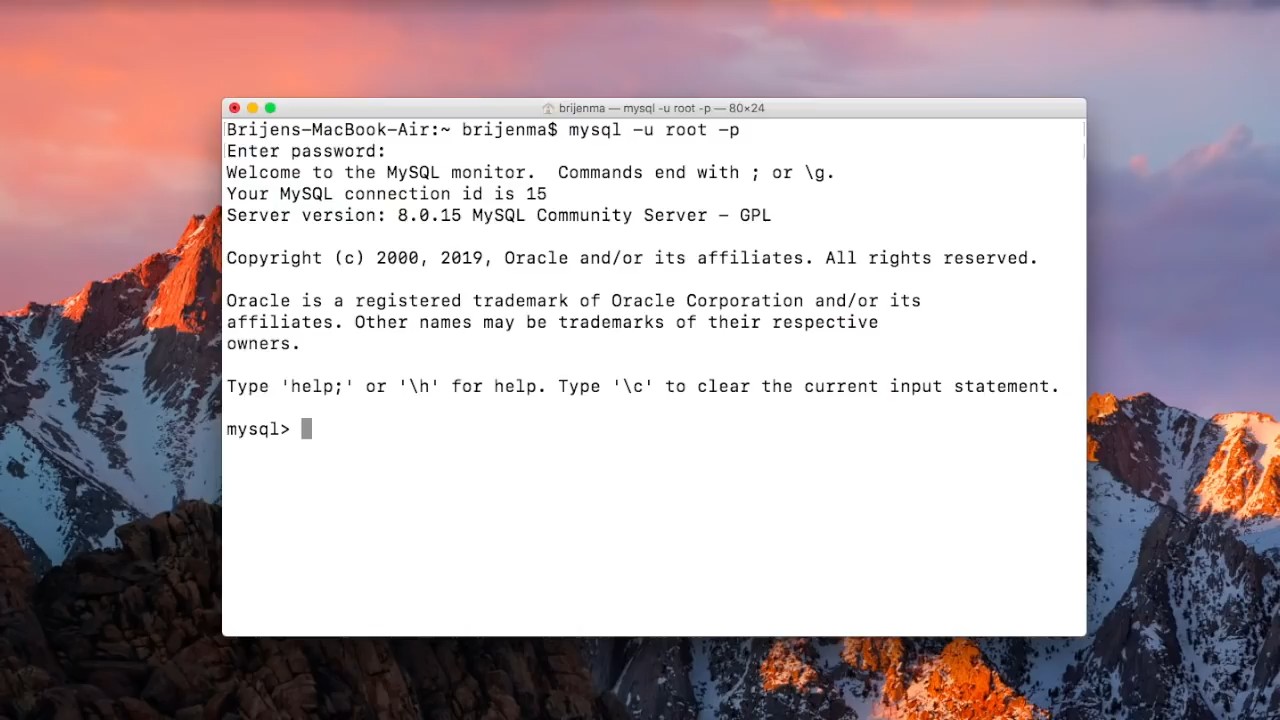 brijenma — mysql -u root -p — 80×24
Brijens-MacBook-Air:~ brijenma$ mysql -u root -p
Enter password:
Welcome to the MySQL monitor.  Commands end with ; or \g.
Your MySQL connection id is 15
Server version: 8.0.15 MySQL Community Server - GPL
Copyright (c) 2000, 2019, Oracle and/or its affiliates. All rights reserved.
Oracle is a registered trademark of Oracle Corporation and/or its
affiliates. Other names may be trademarks of their respective
owners.
Type 'help;' or '\h' for help. Type '\c' to clear the current input statement.
mysql>